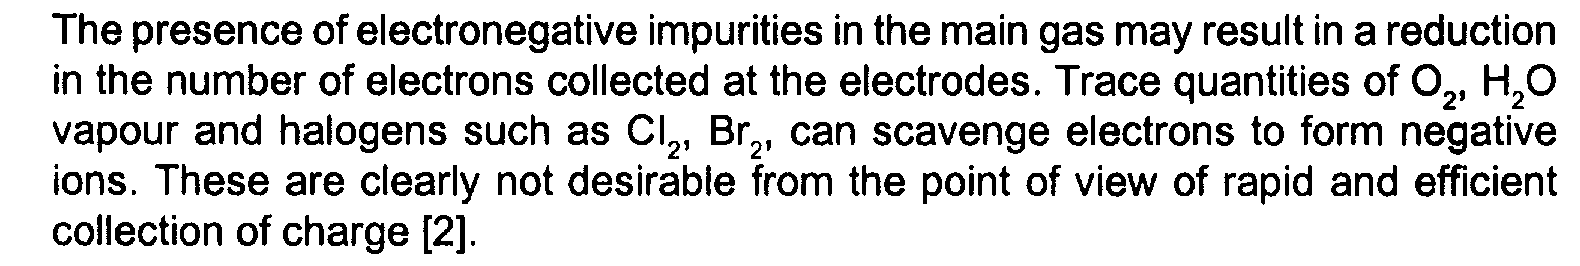 The presence of electronegative impurities in the main gas may result in a reduction
in the number of electrons collected at the electrodes. Trace quantities of O₂, H₂O
vapour and halogens such as Cl₂, Br₂, can scavenge electrons to form negative
ions. These are clearly not desirable from the point of view of rapid and efficient
collection of charge [2].